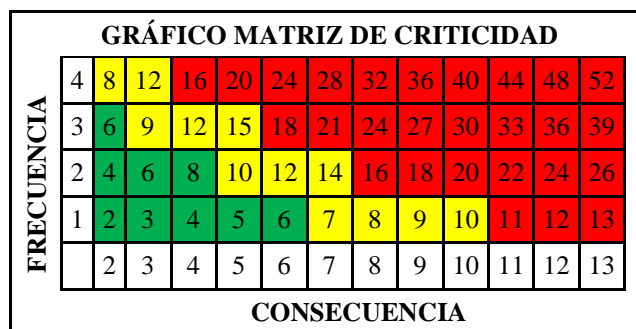 GRÁFICO MATRIZ DE CRITICIDAD
FRECUENCIA
4 8 12 16 20 24 28 32 36 40 44 48 52
3 6 9 12 15 18 21 24 27 30 33 36 39
2 4 6 8 10 12 14 16 18 20 22 24 26
1 2 3 4 5 6 7 8 9 10 11 12 13
2 3 4 5 6 7 8 9 10 11 12 13
CONSECUENCIA